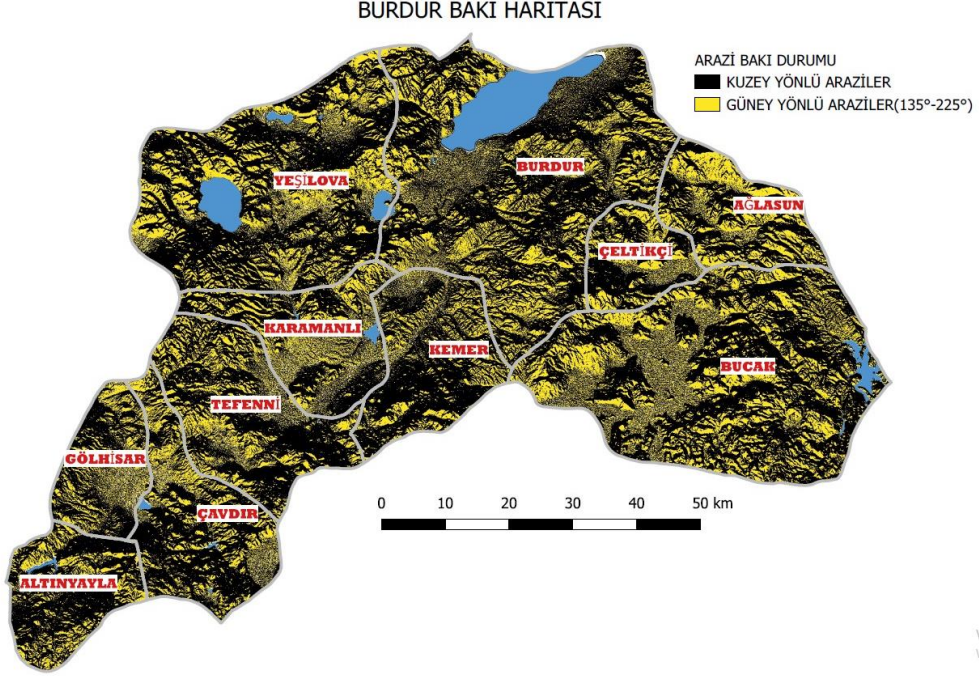 BURDUR BAKI HARİTASI
ARAZİ BAKI DURUMU
KUZEY YÖNLÜ ARAZİLER
GÜNEY YÖNLÜ ARAZİLER(135°-225°)
YEŞİLOVA
BURDUR
AĞLASUN
ÇELTİKÇİ
KARAMANLI
KEMER
BUCAK
TEFENNİ
GÖLHİSAR
ÇAVDIR
ALTINYAYLA
0 10 20 30 40 50 km